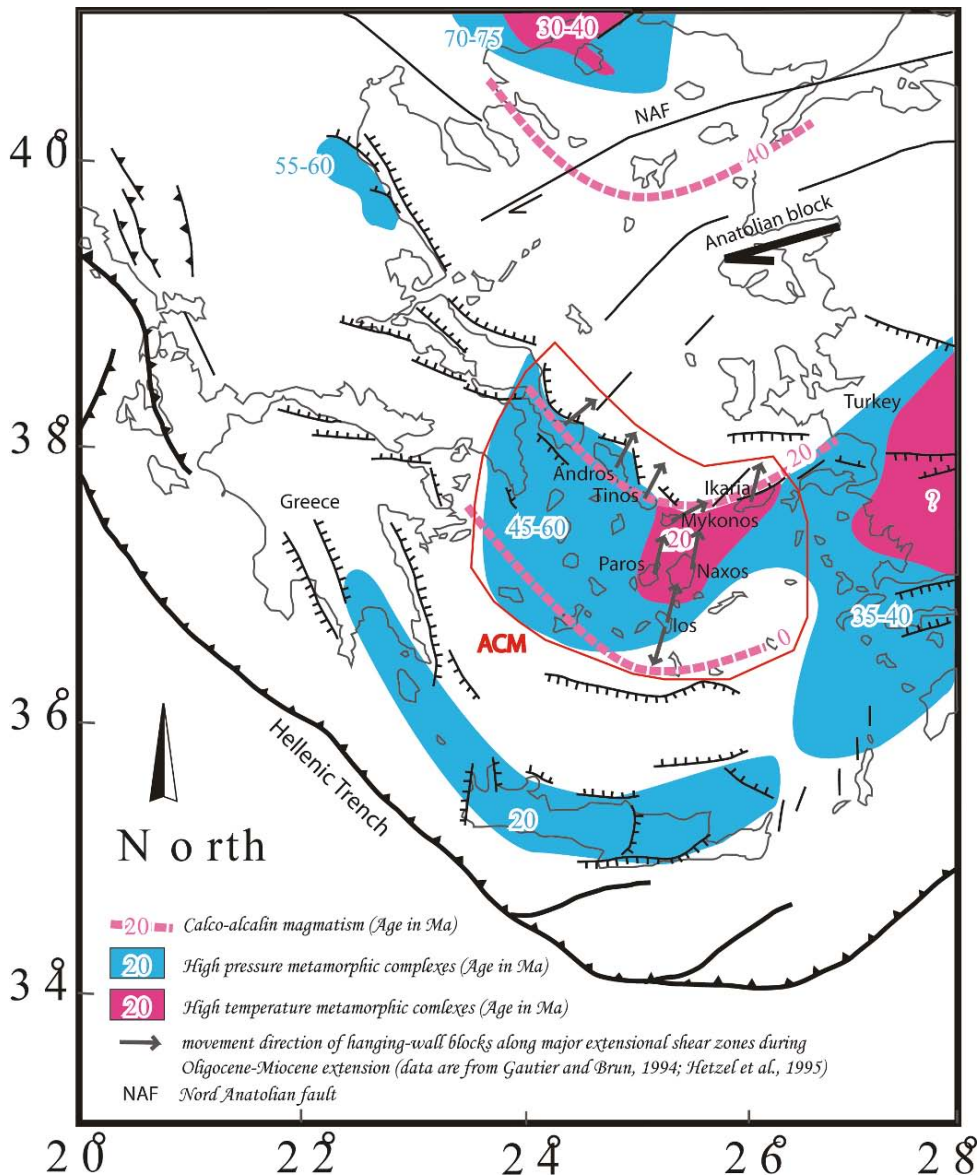 70-75
30-40
NAF
40°
55-60
40
Anatolian block
Turkey
38°
20
Andros
Tinos
Ikaria
Greece
45-60
Mykonos
?
20
Paros
Naxos
35-40
Ios
ACM
0
36°
Hellenic Trench
North
20
20 Calco-alcalin magmatism (Age in Ma)
34°
20 High pressure metamorphic complexes (Age in Ma)
20 High temperature metamorphic comlexes (Age in Ma)
movement direction of hanging-wall blocks along major extensional shear zones during
Oligocene-Miocene extension (data are from Gautier and Brun, 1994; Hetzel et al., 1995)
NAF Nord Anatolian fault
20° 22° 24° 26° 28°